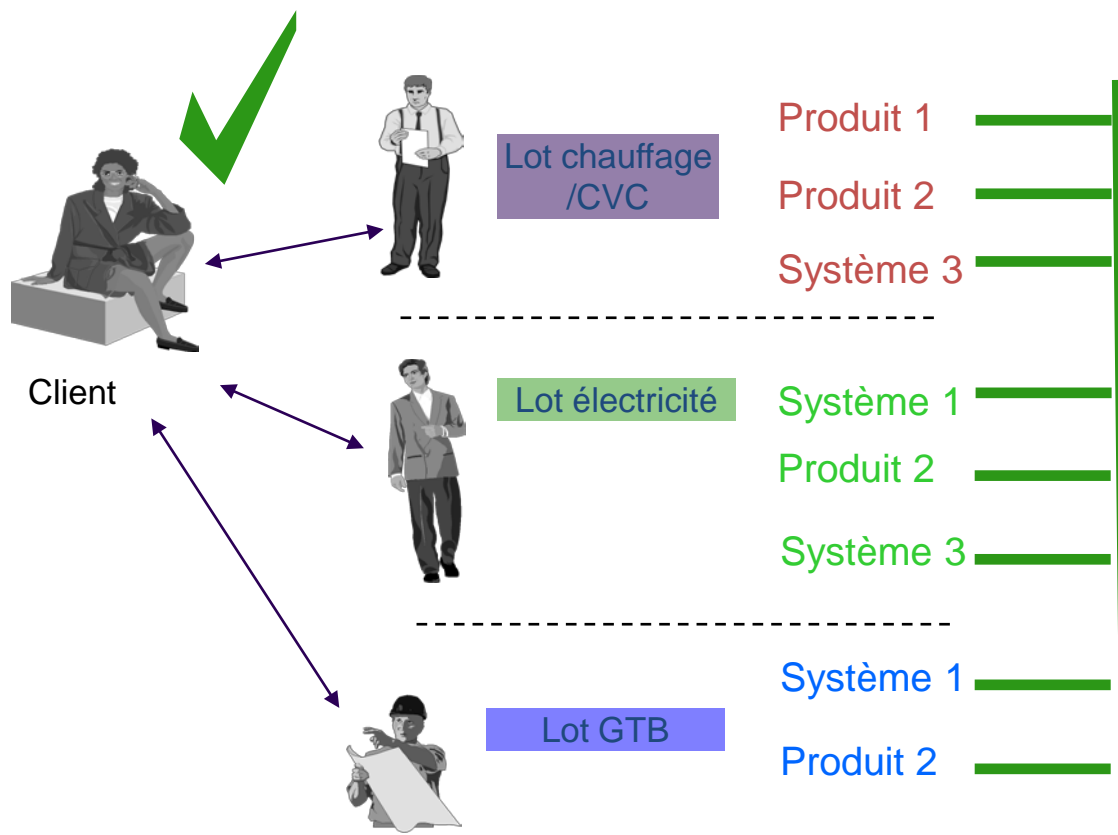 Client
Lot chauffage
/CVC
Produit 1
Produit 2
Système 3
Lot électricité
Système 1
Produit 2
Système 3
Lot GTB
Système 1
Produit 2